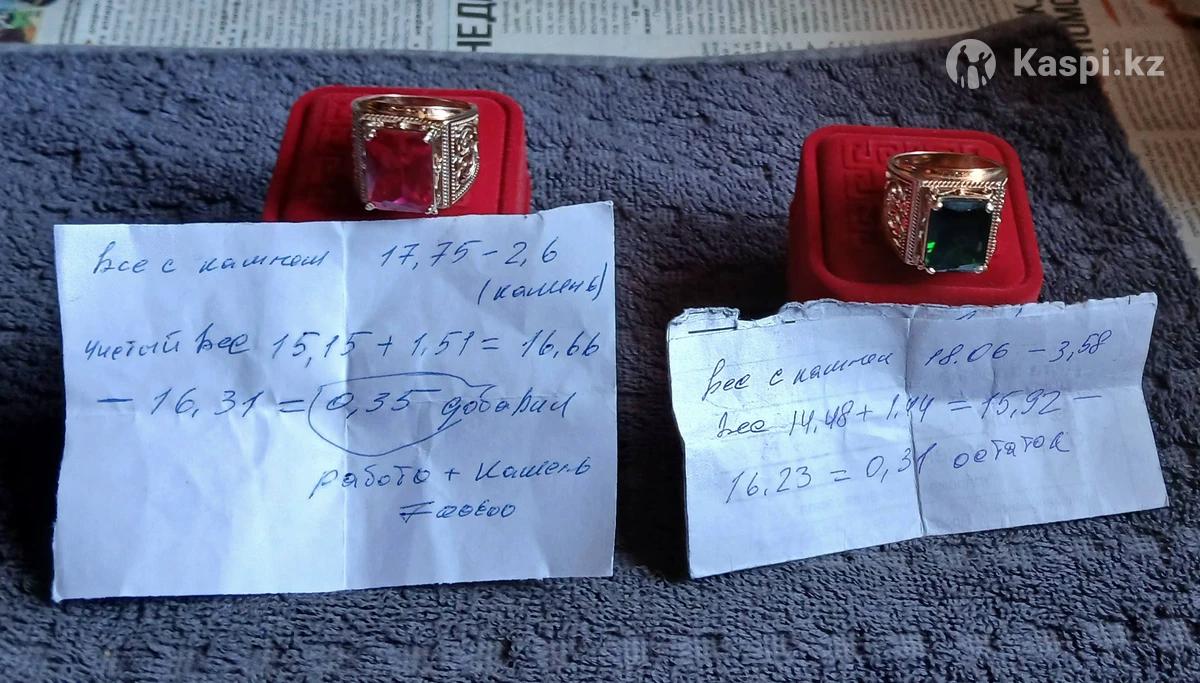 Kaspi.kz
Вес с камнем 17,75 - 2,6
(камень)
Чистый вес 15,15 + 1,51 = 16,66
- 16,31 = 0,35 - добавил
работа + камень
70000
Вес с камнем 18.06 - 3,58
Вес 14.48 + 1,44 = 15,92 -
16.23 = 0,31 остаток